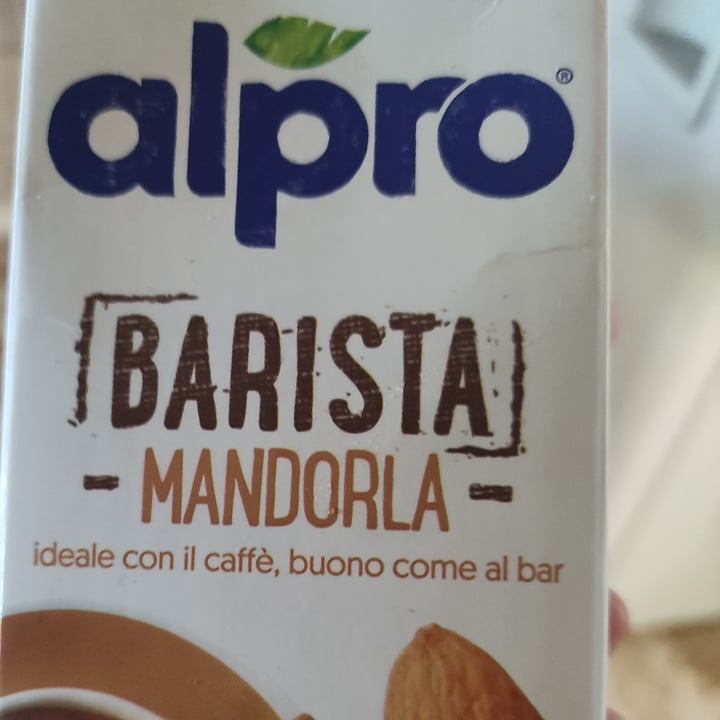 alpro®
BARISTA
- MANDORLA -
ideale con il caffè, buono come al bar